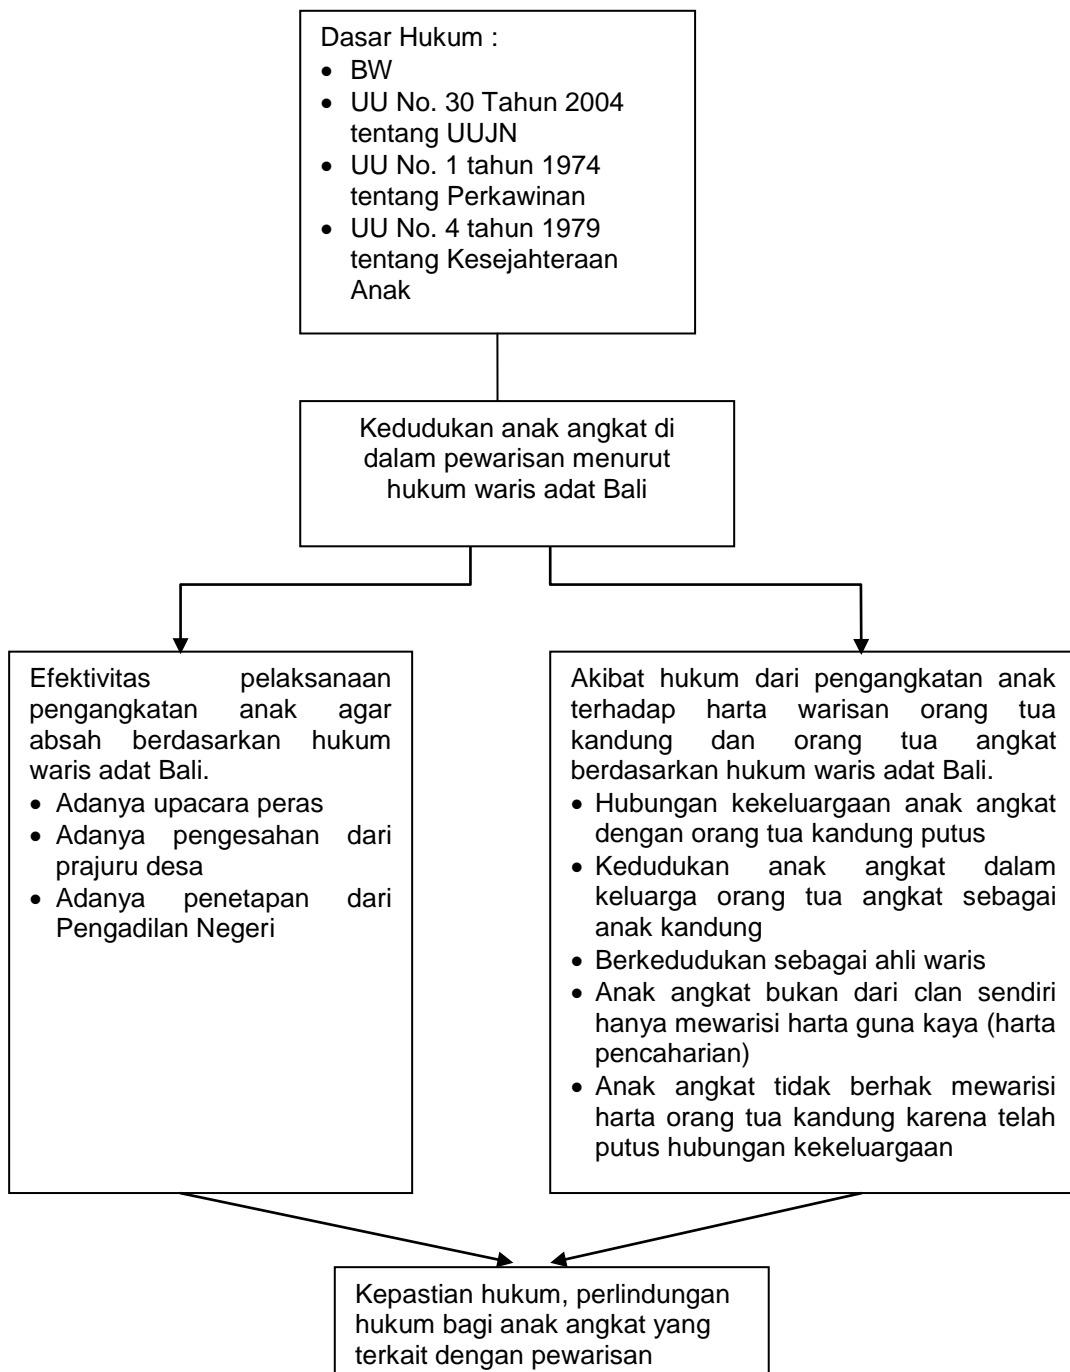 Dasar Hukum :
• BW
• UU No. 30 Tahun 2004
tentang UUJN
• UU No. 1 tahun 1974
tentang Perkawinan
• UU No. 4 tahun 1979
tentang Kesejahteraan
Anak
Kedudukan anak angkat di
dalam pewarisan menurut
hukum waris adat Bali
Efektivitas pelaksanaan
pengangkatan anak agar
absah berdasarkan hukum
waris adat Bali.
• Adanya upacara peras
• Adanya pengesahan dari
prajuru desa
• Adanya penetapan dari
Pengadilan Negeri
Akibat hukum dari pengangkatan anak
terhadap harta warisan orang tua
kandung dan orang tua angkat
berdasarkan hukum waris adat Bali.
• Hubungan kekeluargaan anak angkat
dengan orang tua kandung putus
• Kedudukan anak angkat dalam
keluarga orang tua angkat sebagai
anak kandung
• Berkedudukan sebagai ahli waris
• Anak angkat bukan dari clan sendiri
hanya mewarisi harta guna kaya (harta
pencaharian)
• Anak angkat tidak berhak mewarisi
harta orang tua kandung karena telah
putus hubungan kekeluargaan
Kepastian hukum, perlindungan
hukum bagi anak angkat yang
terkait dengan pewarisan